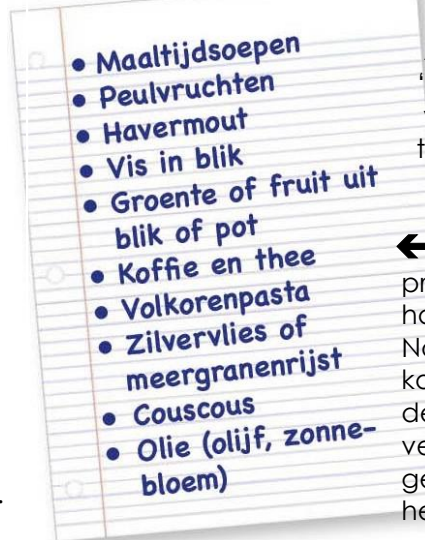 • Maaltijdsoepen
• Peulvruchten
• Havermout
• Vis in blik
• Groente of fruit uit
blik of pot
• Koffie en thee
• Volkorenpasta
• Zilvervlies of
meergranenrijst
• Couscous
• Olie (olijf, zonne-
bloem)